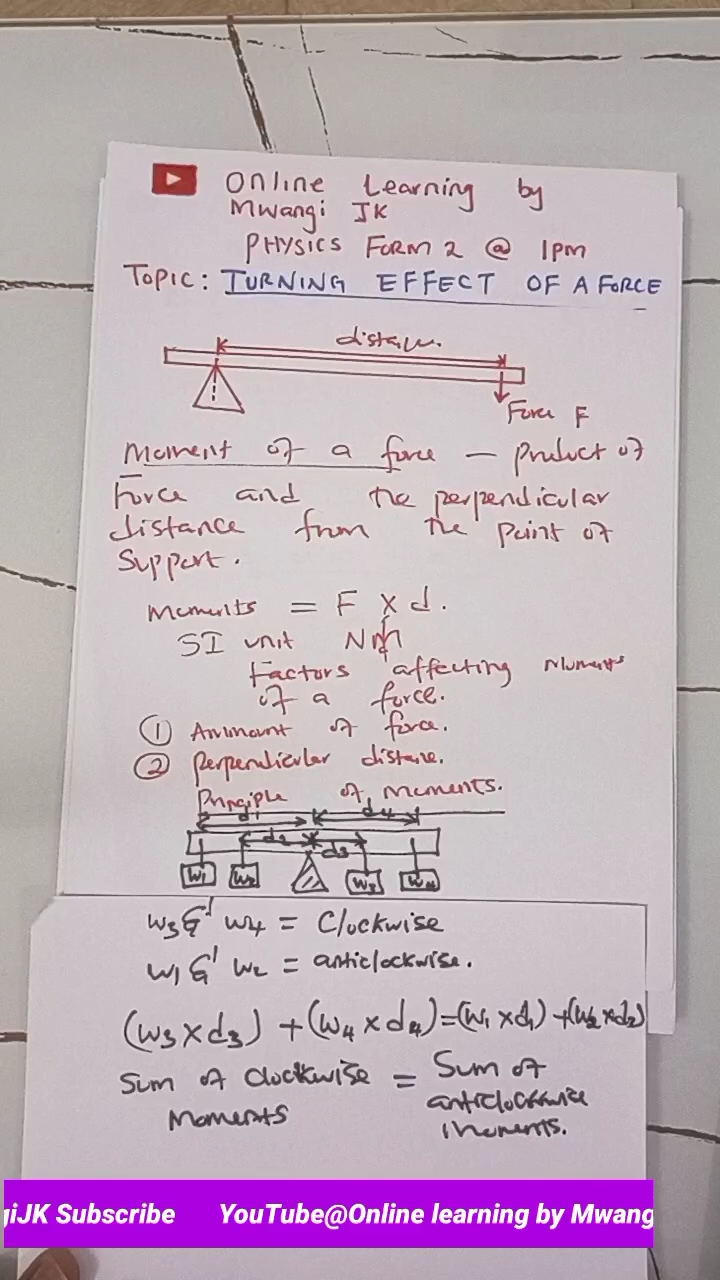 Online Learning by
Mwangi JK
PHYSICS FORM 2 @ 1PM
TOPIC: TURNING EFFECT OF A FORCE
distance.
Force F
Moment of a force — product of
Force and the perpendicular
distance from the point of
Support.
Moments = F x d.
SI unit Nm
Factors affecting Moments
of a force.
① Ammount of force.
② Perpendicular distance.
Principle of Moments.
d1 d4
d2 d3
W1 W2 W3 W4
W3 & W4 = Clockwise
W1 & W2 = anticlockwise.
(W3 x d3) + (W4 x d4) = (W1 x d1) + (W2 x d2)
Sum of Clockwise = Sum of
anticlockwise
Moments
Moments.
giJK Subscribe YouTube@Online learning by Mwang